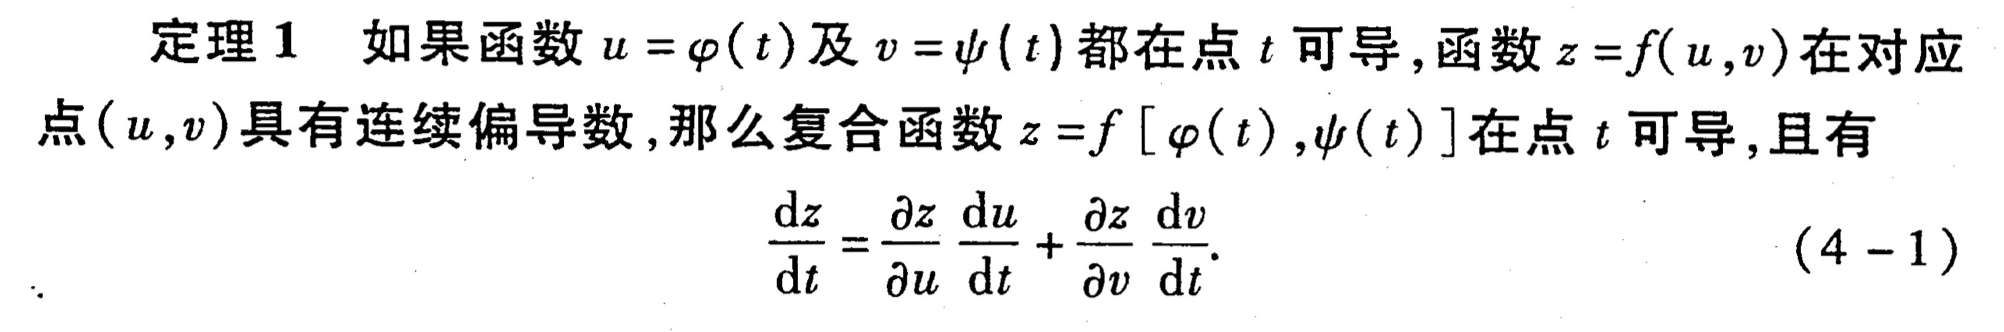 定理 1 如果函数 u = φ(t) 及 v = ψ(t) 都在点 t 可导,函数 z = f(u,v) 在对应
点(u,v)具有连续偏导数,那么复合函数 z = f[φ(t),ψ(t)]在点 t 可导,且有
dz/dt = ∂z/∂u du/dt + ∂z/∂v dv/dt. (4-1)